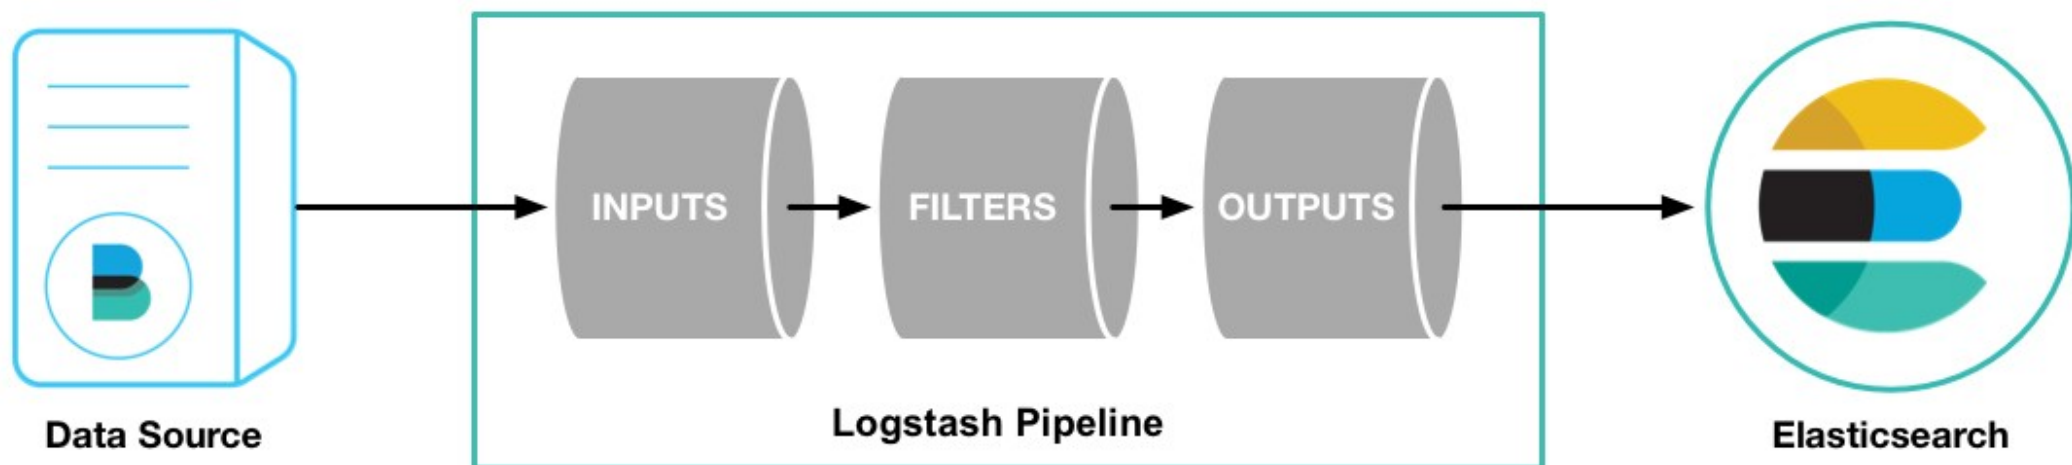 INPUTS
FILTERS
OUTPUTS
Data Source
Logstash Pipeline
Elasticsearch